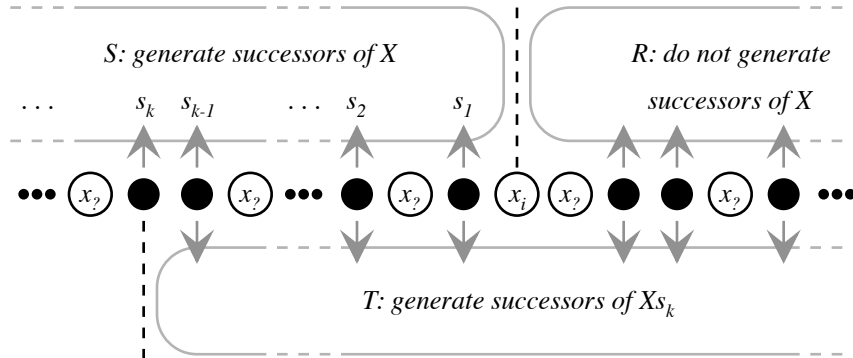 S: generate successors of X
R: do not generate
successors of X
. . . s_k s_{k-1} . . . s_2 s_1
x_? x_? x_? x_i x_? x_?
T: generate successors of Xs_k